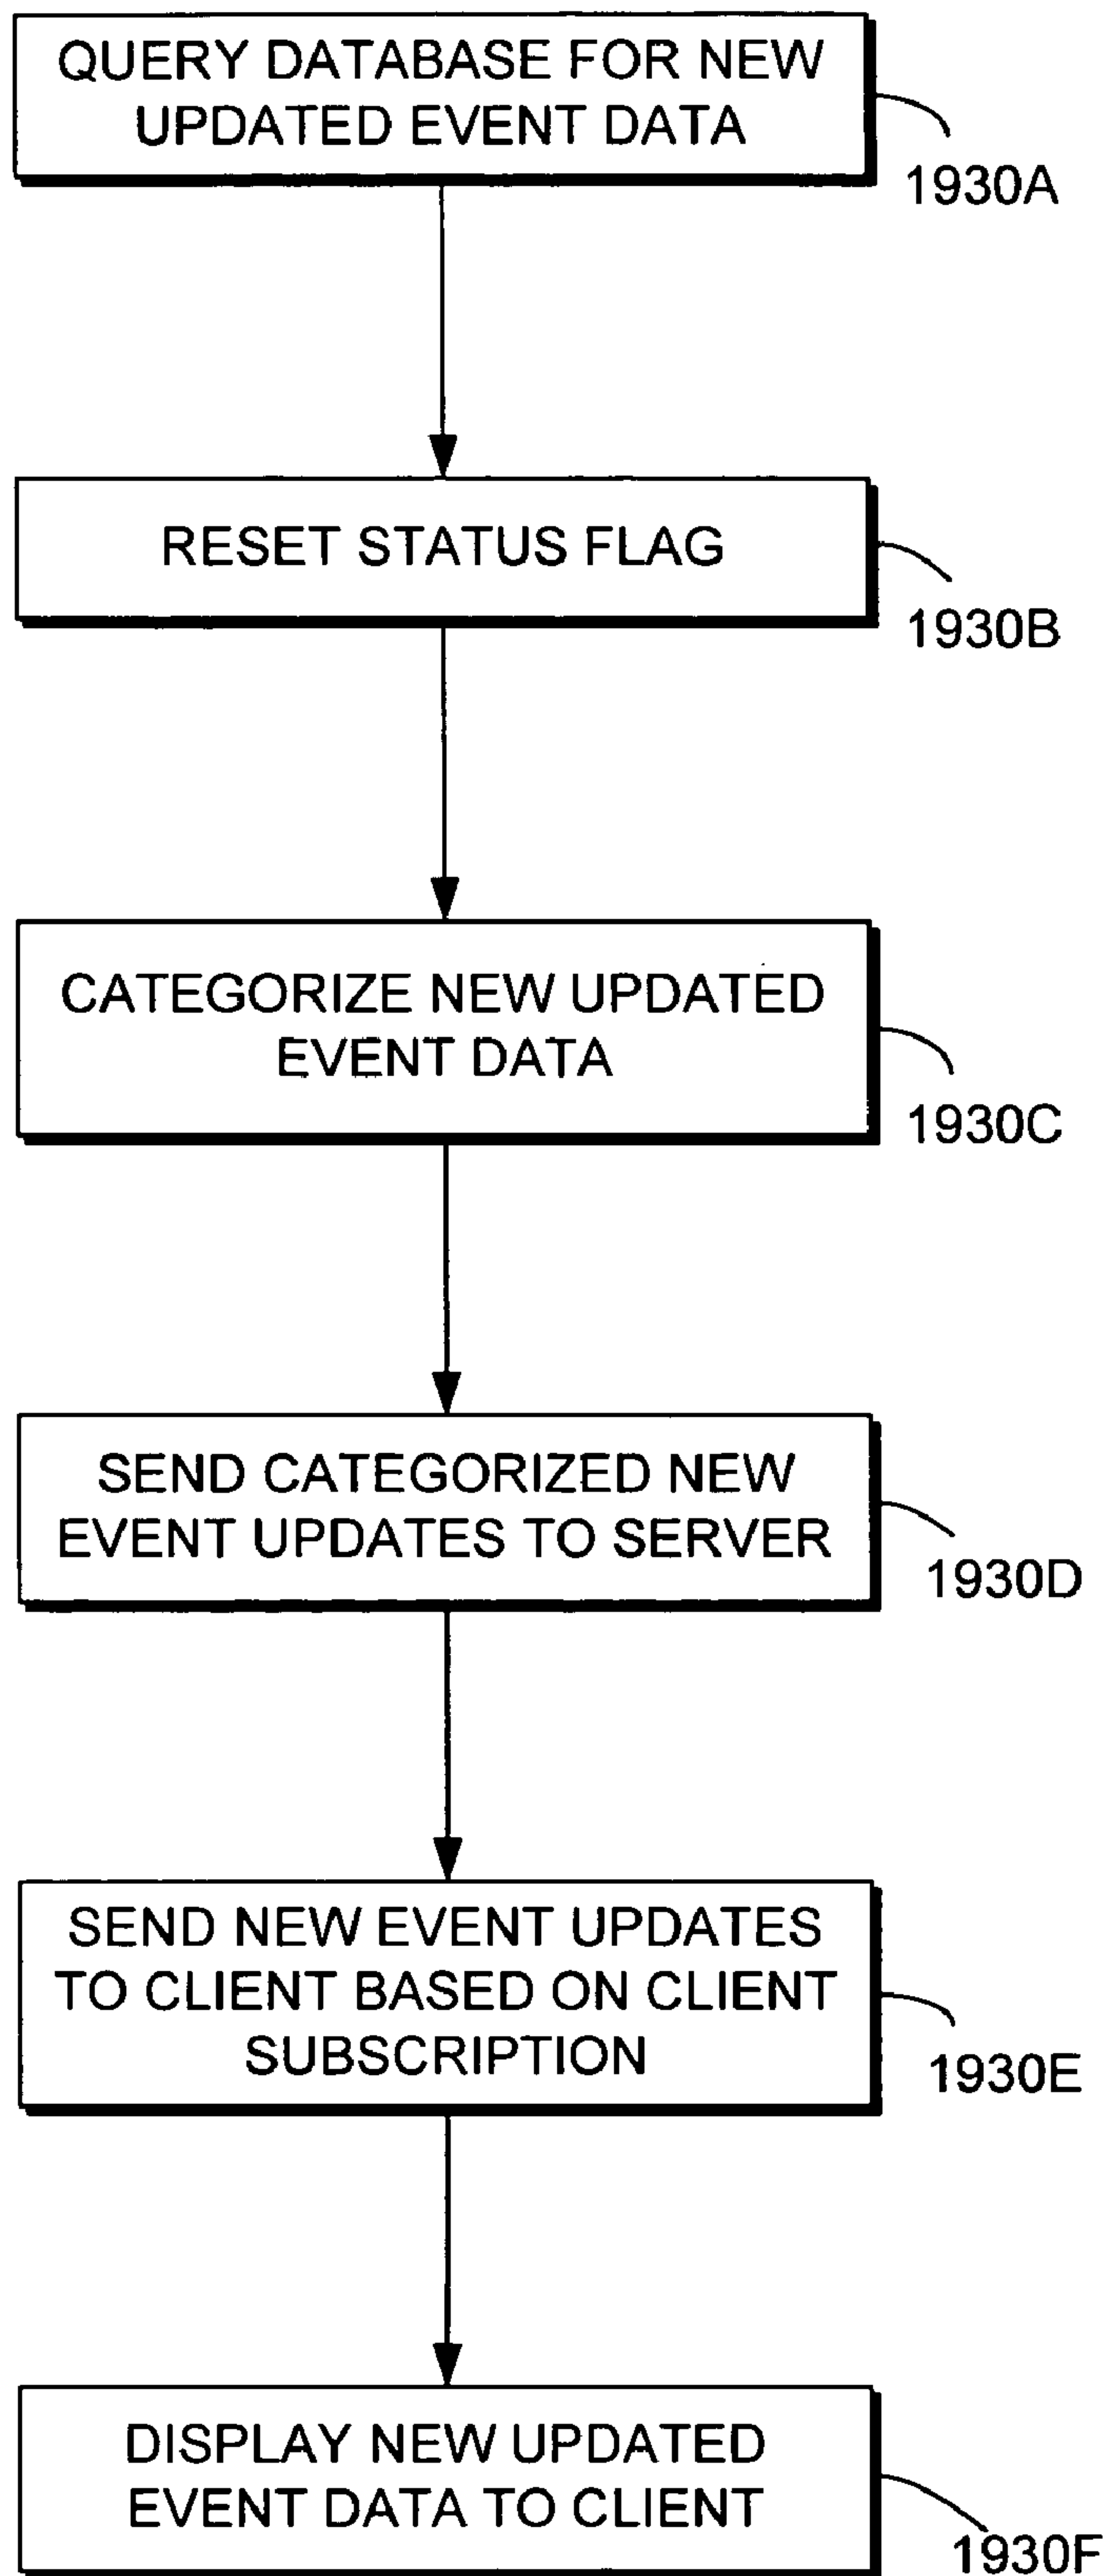 QUERY DATABASE FOR NEW
UPDATED EVENT DATA
1930A
RESET STATUS FLAG
1930B
CATEGORIZE NEW UPDATED
EVENT DATA
1930C
SEND CATEGORIZED NEW
EVENT UPDATES TO SERVER
1930D
SEND NEW EVENT UPDATES
TO CLIENT BASED ON CLIENT
SUBSCRIPTION
1930E
DISPLAY NEW UPDATED
EVENT DATA TO CLIENT
1930F